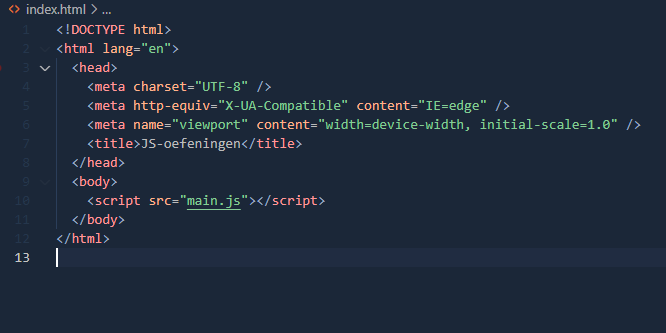 index.html > ...
1 <!DOCTYPE html>
2 <html lang="en">
3 <head>
4 <meta charset="UTF-8" />
5 <meta http-equiv="X-UA-Compatible" content="IE=edge" />
6 <meta name="viewport" content="width=device-width, initial-scale=1.0" />
7 <title>JS-oefeningen</title>
8 </head>
9 <body>
10 <script src="main.js"></script>
11 </body>
12 </html>
13